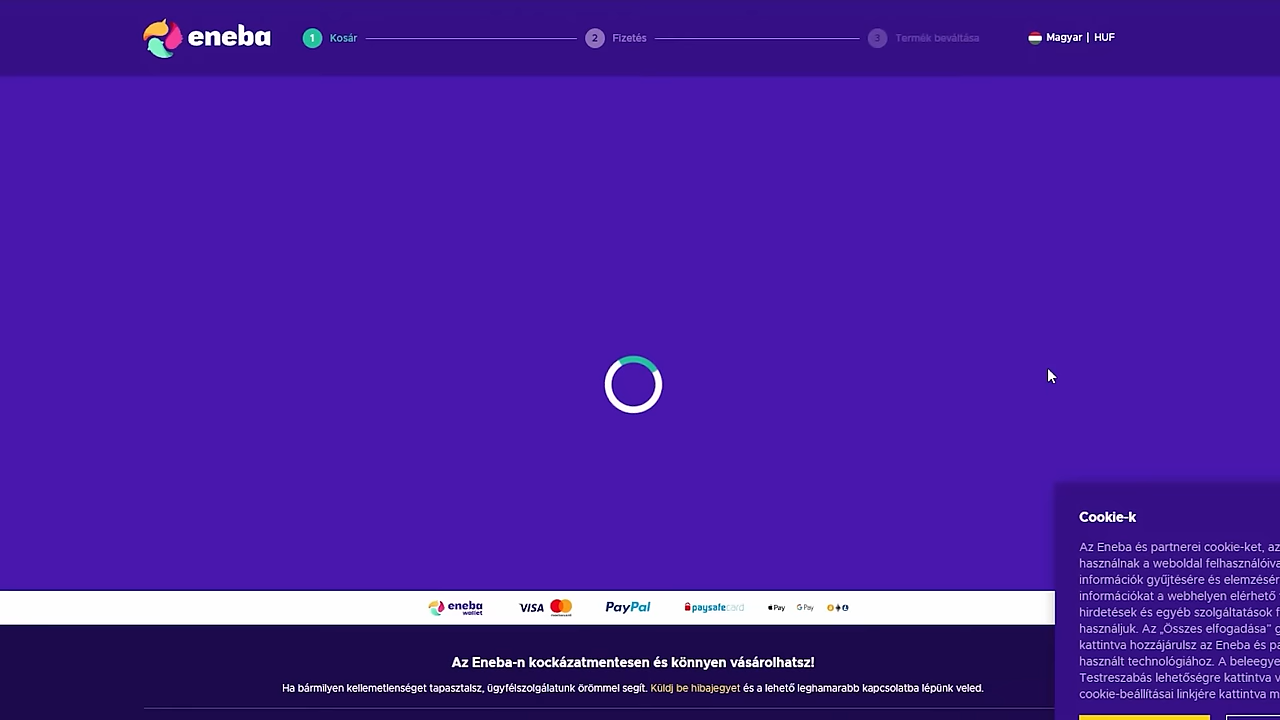 eneba
1 Kosár
2 Fizetés
3 Termék beváltása
Magyar | HUF
eneba
wallet
VISA
PayPal
paysafecard
Apple Pay
G Pay
Az Eneba-n kockázatmentesen és könnyen vásárolhatsz!
Ha bármilyen kellemetlenséget tapasztalsz, ügyfélszolgálatunk örömmel segít. Küldj be hibajegyet és a lehető leghamarabb kapcsolatba lépünk veled.
Cookie-k
Az Eneba és partnerei cookie-ket, az
használnak a weboldal felhasználóiva
információk gyűjtésére és elemzésér
információkat a webhelyen elérhető
hirdetések és egyéb szolgáltatások f
használjuk. Az „Összes elfogadása” g
kattintva hozzájárulsz az Eneba és pa
használt technológiához. A beleegye
Testreszabás lehetőségre kattintva v
cookie-beállításai linkjére kattintva m